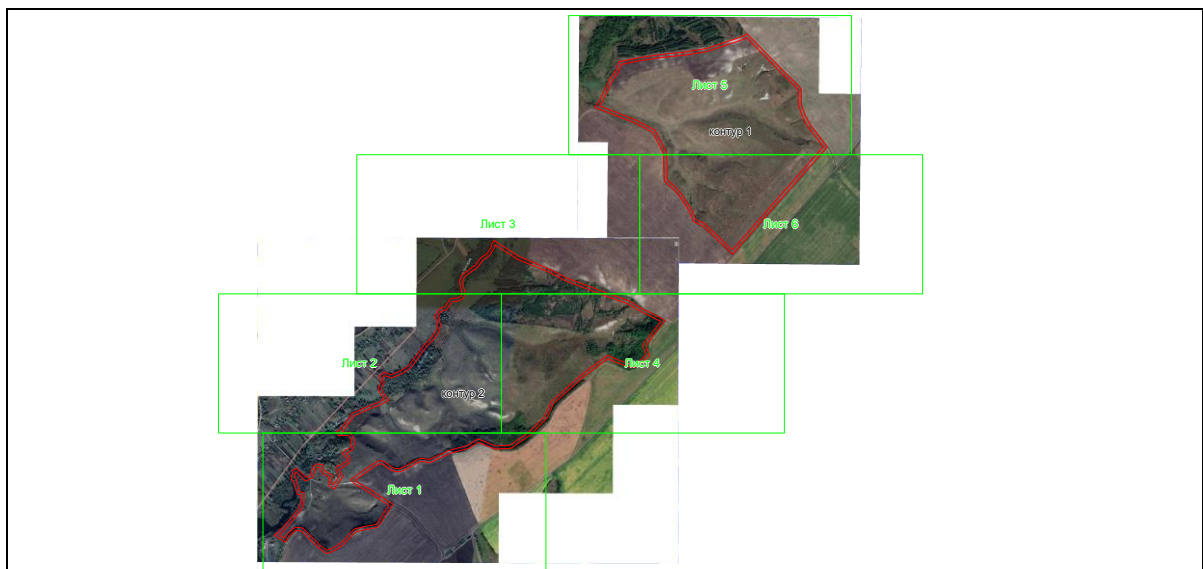 Лист 5
контур 1
Лист 3
Лист 6
Лист 2
Лист 4
контур 2
Лист 1